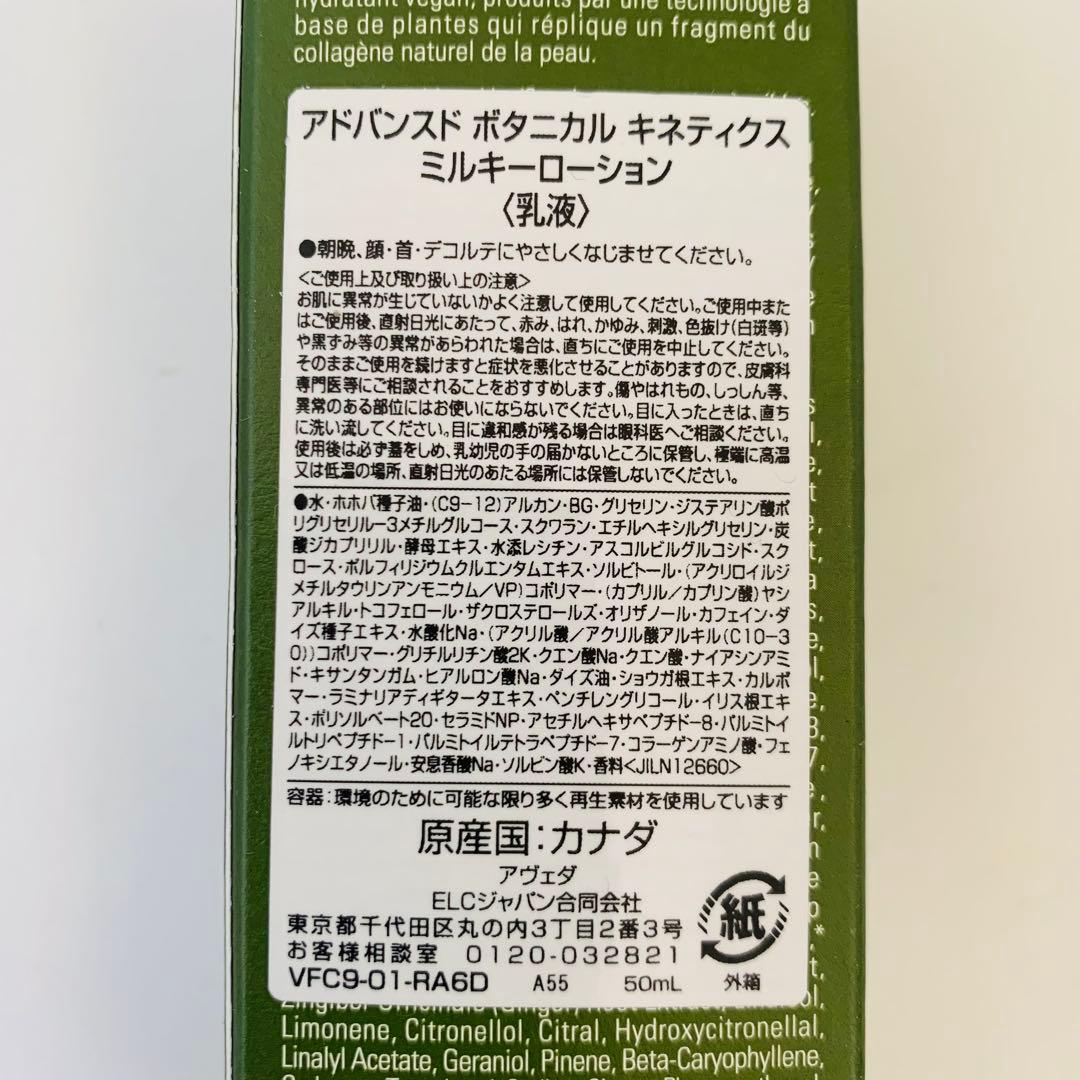 hydratant vegan, produits par une technologie à
base de plantes qui réplique un fragment du
collagène naturel de la peau.
アドバンスド ボタニカル キネティクス
ミルキーローション
〈乳液〉
●朝晩、顔・首・デコルテにやさしくなじませてください。
<ご使用上及び取り扱い上の注意>
お肌に異常が生じていないかよく注意して使用してください。ご使用中また
はご使用後、直射日光にあたって、赤み、はれ、かゆみ、刺激、色抜け(白斑等)
や黒ずみ等の異常があらわれた場合は、直ちにご使用を中止してください。
そのままご使用を続けますと症状を悪化させることがありますので、皮膚科
専門医等にご相談されることをおすすめします。傷やはれもの、しっしん等、
異常のある部位にはお使いにならないでください。目に入ったときは、直ち
に洗い流してください。目に違和感が残る場合は眼科医へご相談ください。
使用後は必ず蓋をしめ、乳幼児の手の届かないところに保管し、極端に高温
又は低温の場所、直射日光のあたる場所には保管しないでください。
●水・ホホバ種子油・(C9-12)アルカン・BG・グリセリン・ジステアリン酸ポ
リグリセリル-3メチルグルコース・スクワラン・エチルヘキシルグリセリン・炭
酸ジカプリリル・酵母エキス・水添レシチン・アスコルビルグルコシド・スク
ロース・ポルフィリジウムクルエンタムエキス・ソルビトール・(アクリロイルジ
メチルタウリンアンモニウム/VP)コポリマー・(カプリル/カプリン酸)ヤシ
アルキル・トコフェロール・ザクロステロールズ・オリザノール・カフェイン・ダ
イズ種子エキス・水酸化Na・(アクリル酸/アクリル酸アルキル(C10-3
0))コポリマー・グリチルリチン酸2K・クエン酸Na・クエン酸・ナイアシンアミ
ド・キサンタンガム・ヒアルロン酸Na・ダイズ油・ショウガ根エキス・カルボ
マー・ラミナリアディギタータエキス・ペンチレングリコール・イリス根エキ
ス・ポリソルベート20・セラミドNP・アセチルヘキサペプチド-8・パルミトイ
ルトリペプチド-1・パルミトイルテトラペプチド-7・コラーゲンアミノ酸・フェ
ノキシエタノール・安息香酸Na・ソルビン酸K・香料<JILN12660>
容器：環境のために可能な限り多く再生素材を使用しています
原産国：カナダ
アヴェダ
ELCジャパン合同会社
東京都千代田区丸の内3丁目2番3号
お客様相談室 0120-032821
VFC9-01-RA6D A55 50mL
紙
外箱
Limonene, Citronellol, Citral, Hydroxycitronellal,
Linalyl Acetate, Geraniol, Pinene, Beta-Caryophyllene,